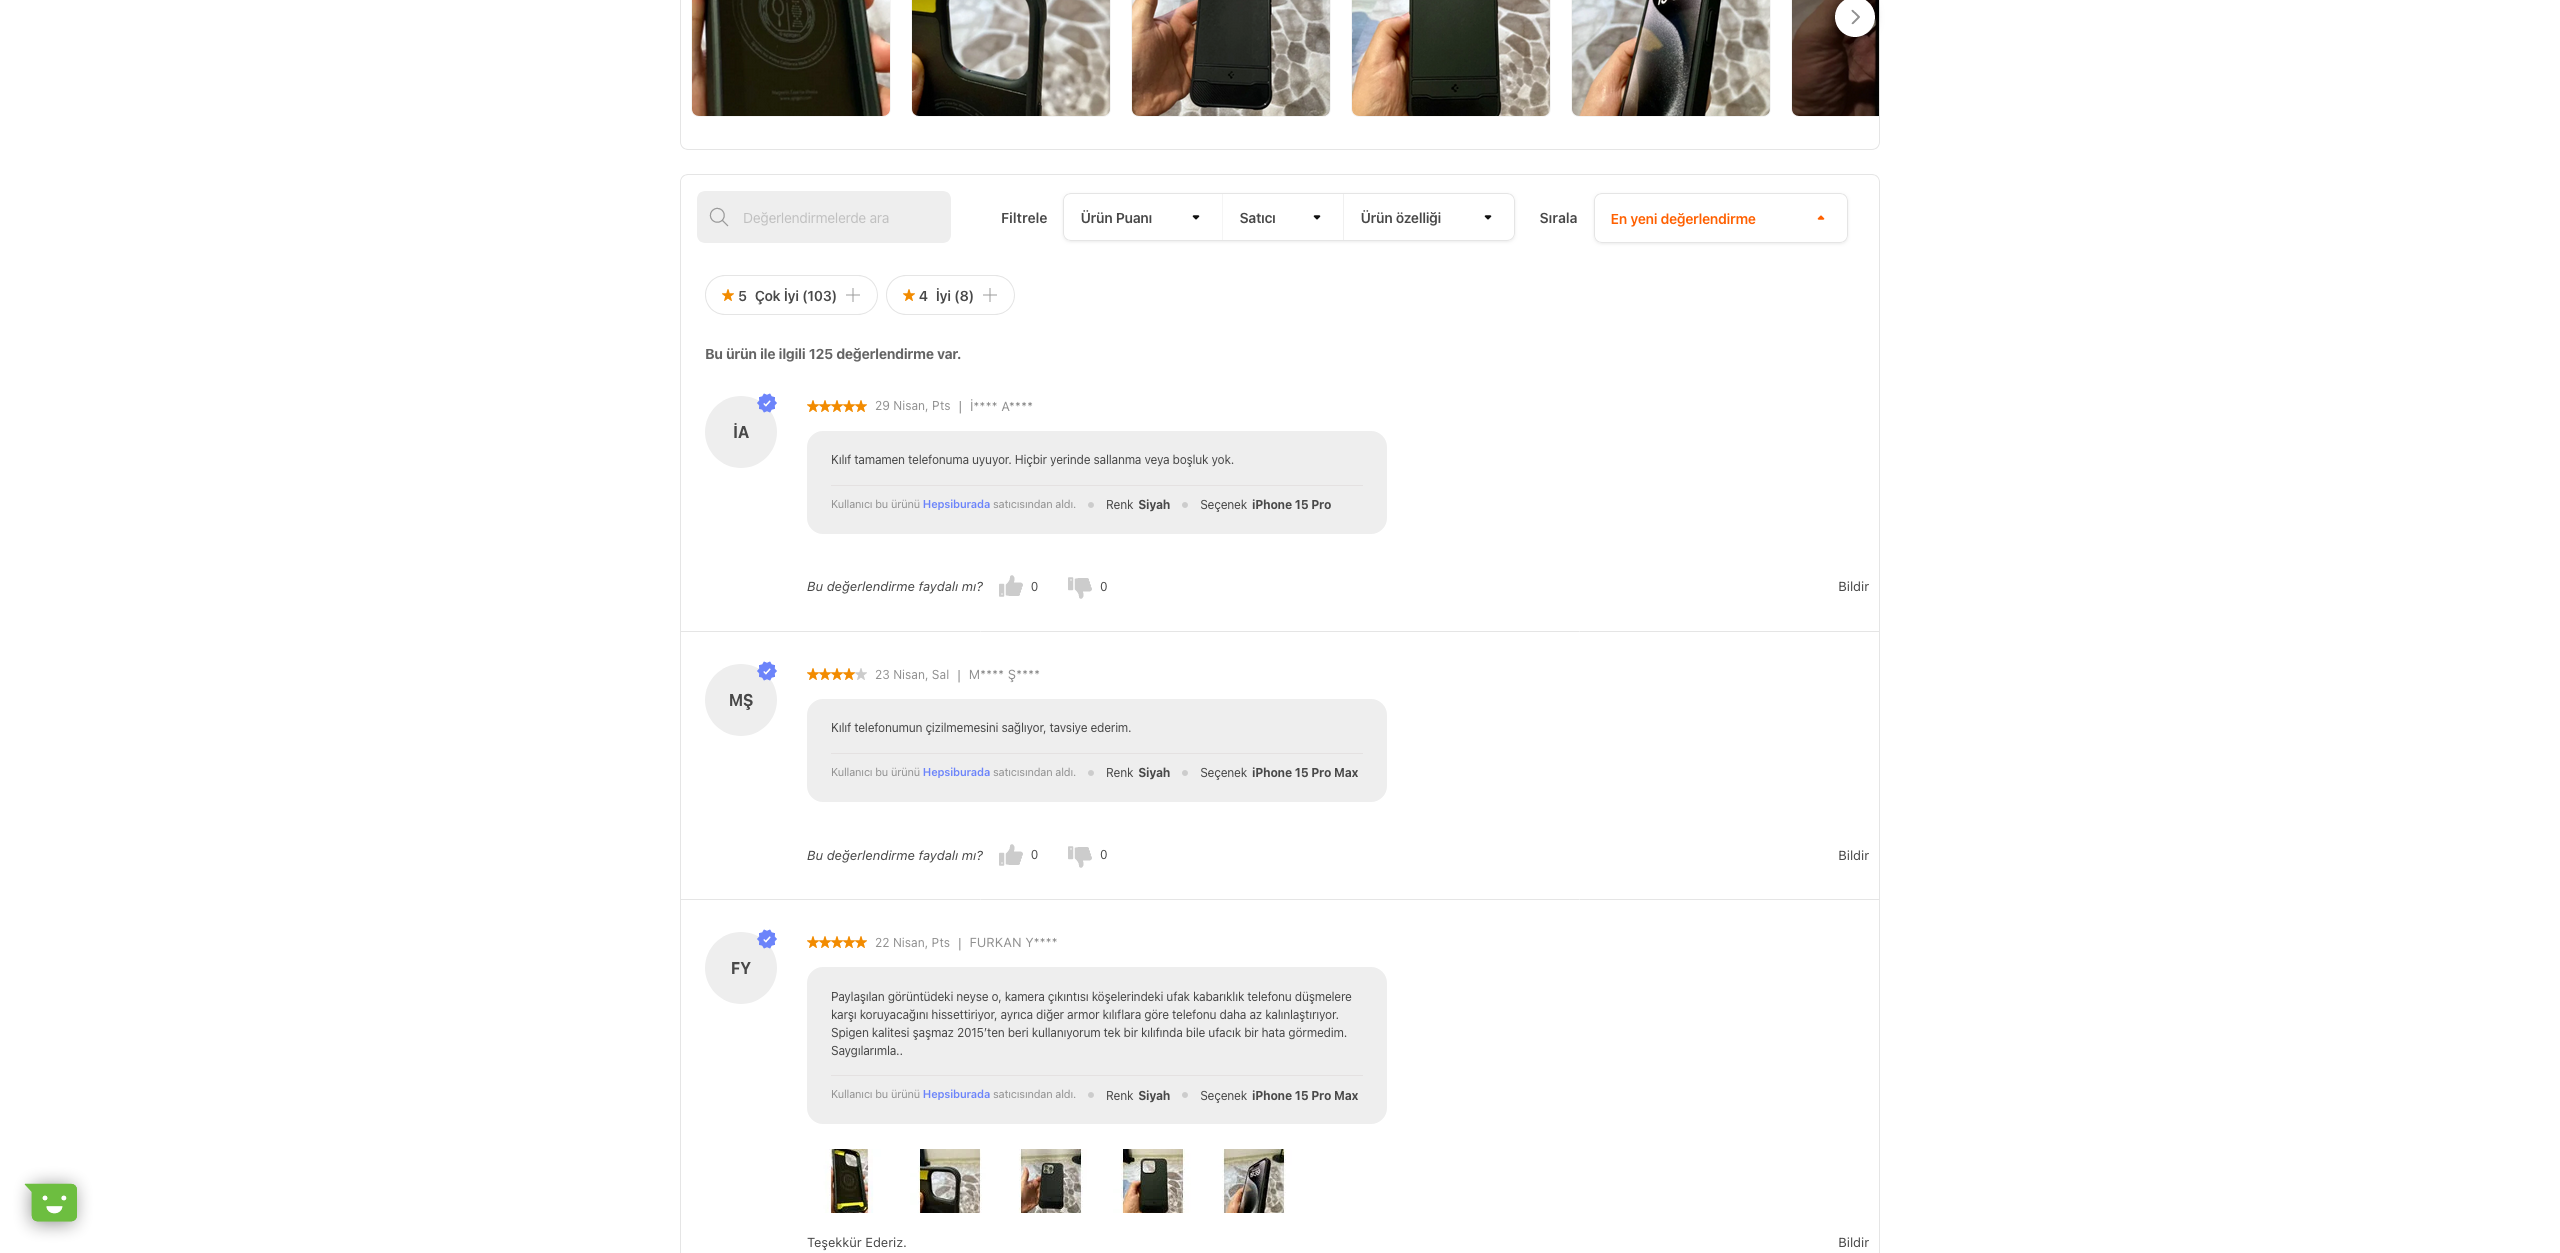 Değerlendirmelerde ara
Filtrele
Ürün Puanı
Satıcı
Ürün özelliği
Sırala
En yeni değerlendirme
5 Çok İyi (103)
4 İyi (8)
Bu ürün ile ilgili 125 değerlendirme var.
İA
29 Nisan, Pts | İ**** A****
Kılıf tamamen telefonuma uyuyor. Hiçbir yerinde sallanma veya boşluk yok.
Kullanıcı bu ürünü Hepsiburada satıcısından aldı. Renk Siyah Seçenek iPhone 15 Pro
Bu değerlendirme faydalı mı? 0 0
Bildir
MŞ
23 Nisan, Sal | M**** Ş****
Kılıf telefonumun çizilmemesini sağlıyor, tavsiye ederim.
Kullanıcı bu ürünü Hepsiburada satıcısından aldı. Renk Siyah Seçenek iPhone 15 Pro Max
Bu değerlendirme faydalı mı? 0 0
Bildir
FY
22 Nisan, Pts | FURKAN Y****
Paylaşılan görüntüdeki neyse o, kamera çıkıntısı köşelerindeki ufak kabarıklık telefonu düşmelere
karşı koruyacağını hissettiriyor, ayrıca diğer armor kılıflara göre telefonu daha az kalınlaştırıyor.
Spigen kalitesi şaşmaz 2015’ten beri kullanıyorum tek bir kılıfında bile ufacık bir hata görmedim.
Saygılarımla..
Kullanıcı bu ürünü Hepsiburada satıcısından aldı. Renk Siyah Seçenek iPhone 15 Pro Max
Teşekkür Ederiz.
Bildir